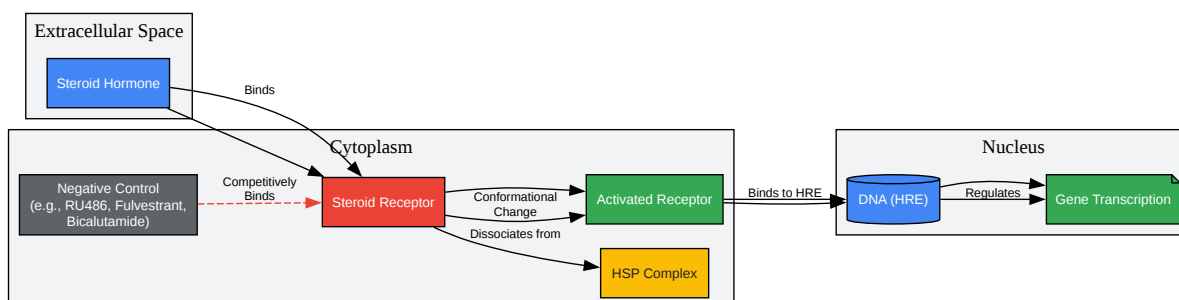 Extracellular Space
Steroid Hormone
Binds
Cytoplasm
Nucleus
Negative Control
(e.g., RU486, Fulvestrant,
Bicalutamide)
Competitively
Binds
Steroid Receptor
Conformational
Change
Activated Receptor
Binds to HRE
DNA (HRE)
Regulates
Gene Transcription
Dissociates from
HSP Complex